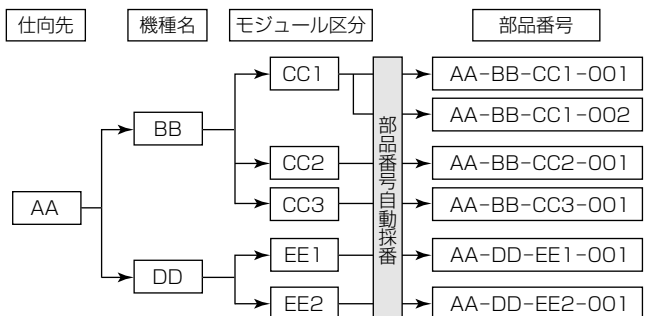 仕向先 機種名 モジュール区分 部品番号
CC1 AA-BB-CC1-001
AA-BB-CC1-002
BB
CC2 AA-BB-CC2-001
AA CC3 AA-BB-CC3-001
部品番号自動採番
EE1 AA-DD-EE1-001
DD
EE2 AA-DD-EE2-001